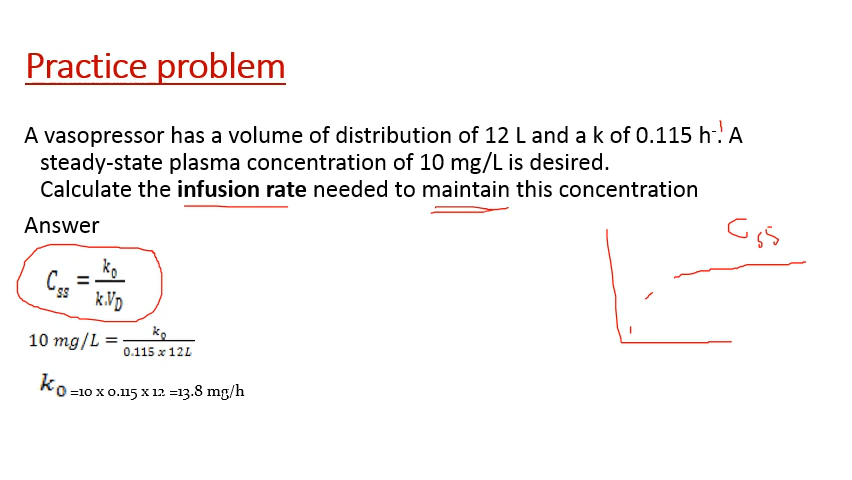 Practice problem
A vasopressor has a volume of distribution of 12 L and a k of 0.115 h-1. A
steady-state plasma concentration of 10 mg/L is desired.
Calculate the infusion rate needed to maintain this concentration
Answer
Css
Css = k0 / k.VD
10 mg/L = k0 / 0.115 x 12L
k0 =10 x 0.115 x 12 =13.8 mg/h